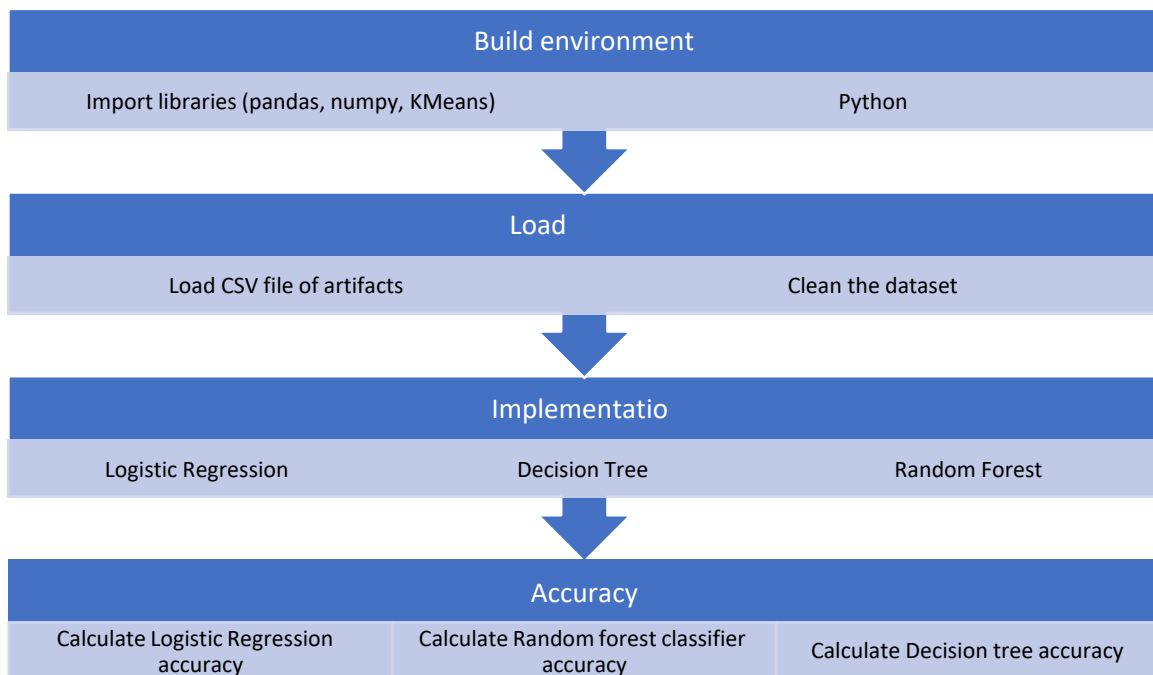 Build environment
Import libraries (pandas, numpy, KMeans)
Python
Load
Load CSV file of artifacts
Clean the dataset
Implementatio
Logistic Regression
Decision Tree
Random Forest
Accuracy
Calculate Logistic Regression
accuracy
Calculate Random forest classifier
accuracy
Calculate Decision tree accuracy